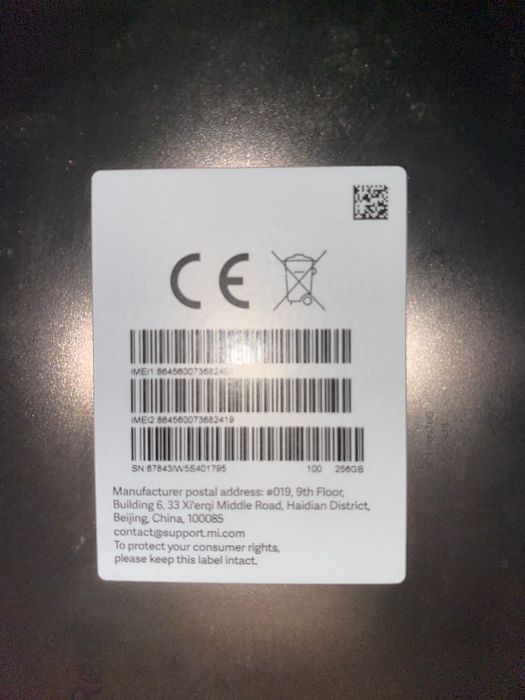 CE
IMEI1 864560073682401
IMEI2 864560073682419
SN 67843/W5S401795 100 256GB
Manufacturer postal address: #019, 9th Floor,
Building 6, 33 Xi'erqi Middle Road, Haidian District,
Beijing, China, 100085
contact@support.mi.com
To protect your consumer rights,
please keep this label intact.